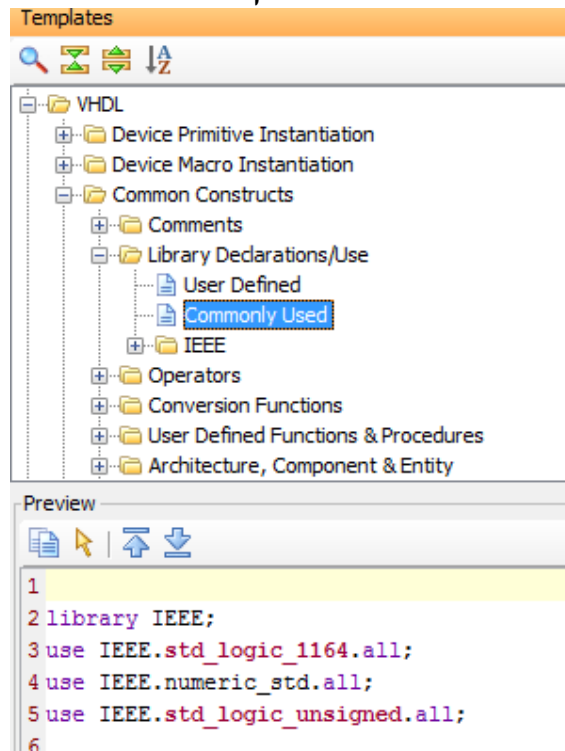 Templates
VHDL
Device Primitive Instantiation
Device Macro Instantiation
Common Constructs
Comments
Library Declarations/Use
User Defined
Commonly Used
IEEE
Operators
Conversion Functions
User Defined Functions & Procedures
Architecture, Component & Entity
Preview
1
2 library IEEE;
3 use IEEE.std_logic_1164.all;
4 use IEEE.numeric_std.all;
5 use IEEE.std_logic_unsigned.all;
6